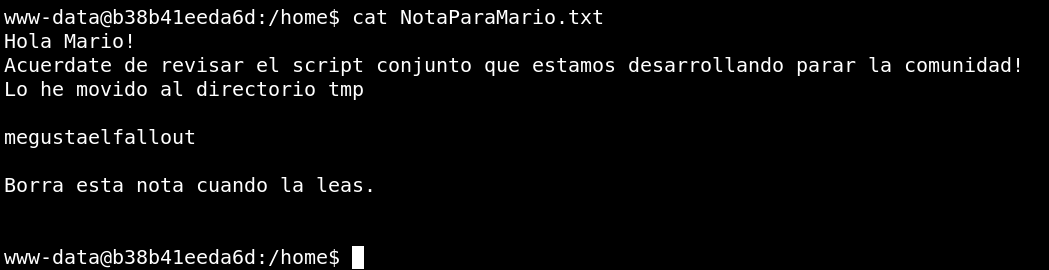 www-data@b38b41eeda6d:/home$ cat NotaParaMario.txt
Hola Mario!
Acuerdate de revisar el script conjunto que estamos desarrollando parar la comunidad!
Lo he movido al directorio tmp
megustaelfallout
Borra esta nota cuando la leas.
www-data@b38b41eeda6d:/home$